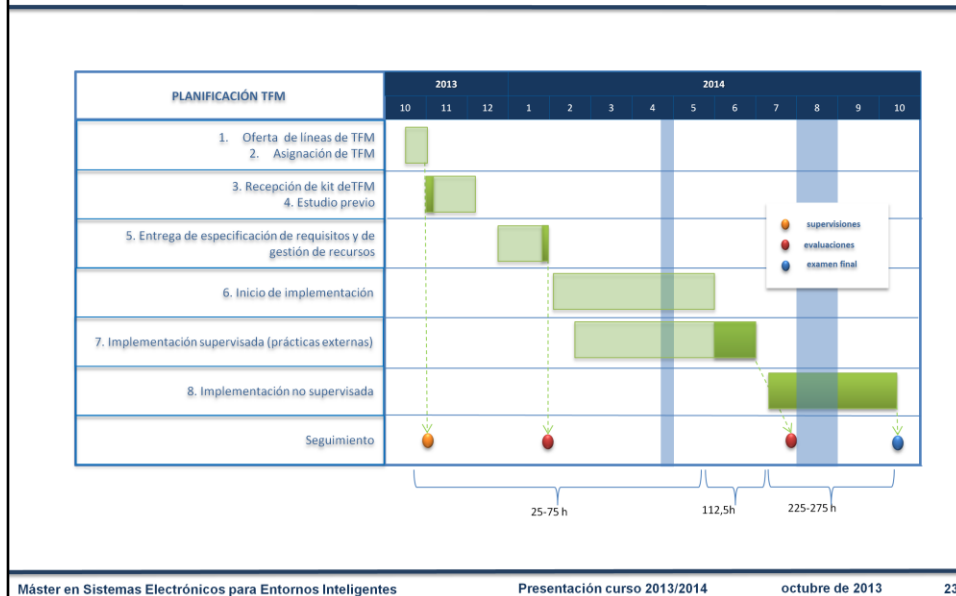 2013
2014
PLANIFICACIÓN TFM
10 11 12 1 2 3 4 5 6 7 8 9 10
1. Oferta de líneas de TFM
2. Asignación de TFM
3. Recepción de kit deTFM
4. Estudio previo
5. Entrega de especificación de requisitos y de
gestión de recursos
6. Inicio de implementación
7. Implementación supervisada (prácticas externas)
8. Implementación no supervisada
Seguimiento
supervisiones
evaluaciones
examen final
25-75 h
112,5h
225-275 h
Máster en Sistemas Electrónicos para Entornos Inteligentes
Presentación curso 2013/2014
octubre de 2013
23